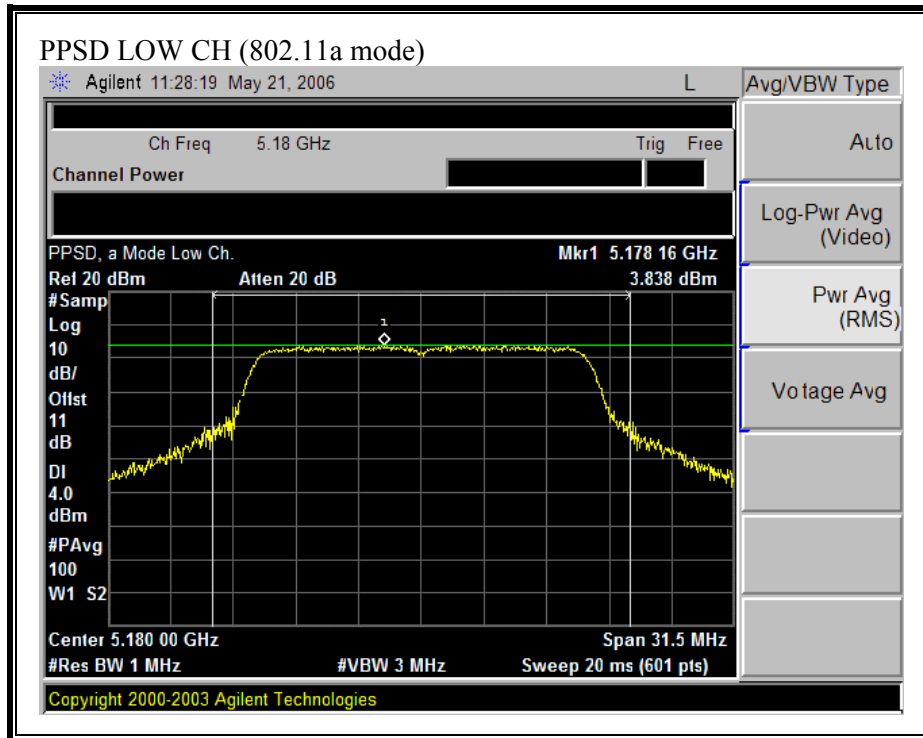 PPSD LOW CH (802.11a mode)
Agilent 11:28:19 May 21, 2006 L
Avg/VBW Type
Ch Freq 5.18 GHz Trig Free
Channel Power
Auto
Log-Pwr Avg
(Video)
Pwr Avg
(RMS)
Voltage Avg
PPSD, a Mode Low Ch.
Mkr1 5.178 16 GHz
Ref 20 dBm Atten 20 dB 3.838 dBm
#Samp
Log
10
dB/
Offst
11
dB
DI
4.0
dBm
#PAvg
100
W1 S2
1
Center 5.180 00 GHz Span 31.5 MHz
#Res BW 1 MHz #VBW 3 MHz Sweep 20 ms (601 pts)
Copyright 2000-2003 Agilent Technologies